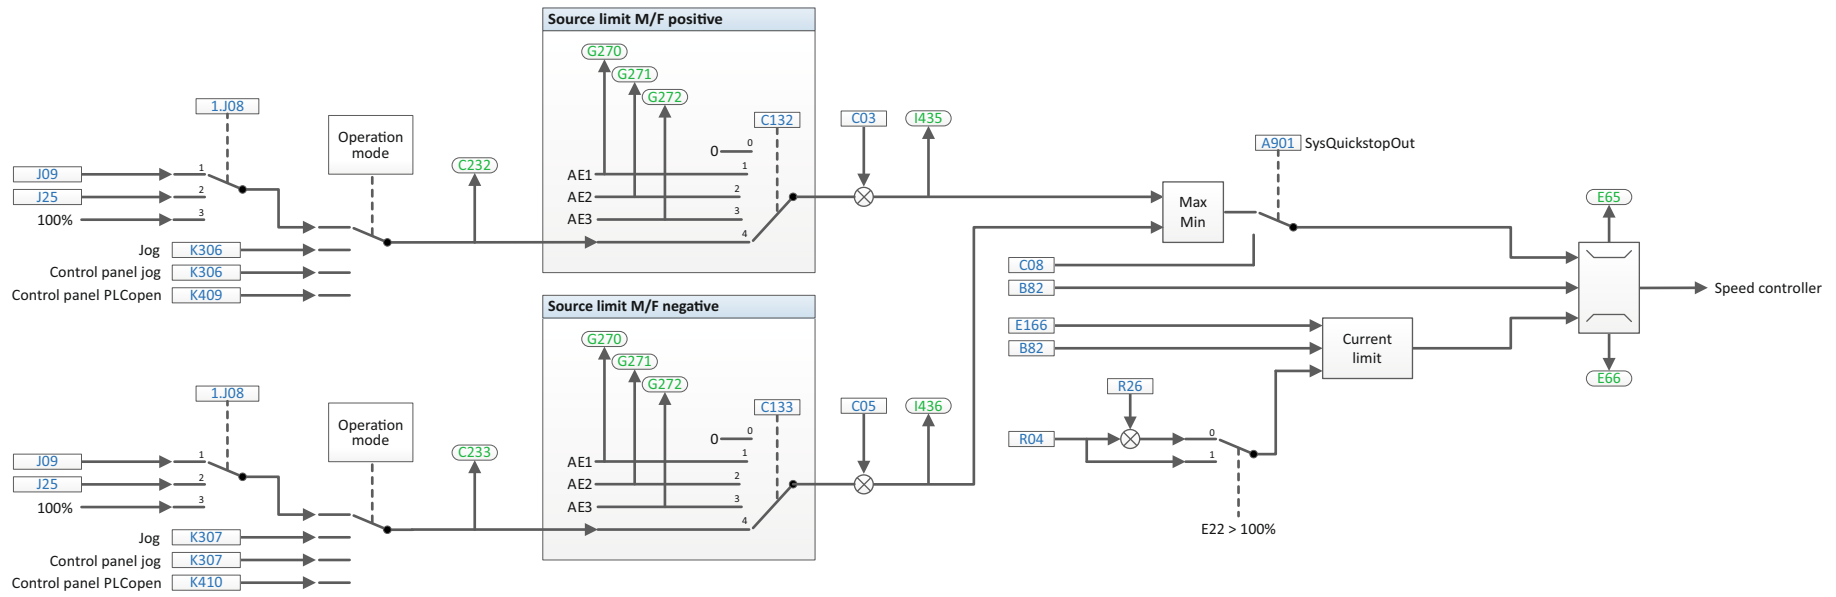 Source limit M/F positive
G270
G271
G272
1.J08
Operation
mode
C132
C03
I435
A901 SysQuickstopOut
0
0
J09
1
C232
AE1
1
J25
2
AE2
2
100%
3
AE3
3
4
Max
Min
E65
Jog
K306
Control panel jog
K306
Control panel PLCopen
K409
C08
B82
Speed controller
Source limit M/F negative
G270
G271
G272
E166
B82
Current
limit
E66
1.J08
Operation
mode
C133
C05
I436
R26
0
0
R04
0
1
J09
1
C233
AE1
1
J25
2
AE2
2
100%
3
AE3
3
4
E22 > 100%
Jog
K307
Control panel jog
K307
Control panel PLCopen
K410